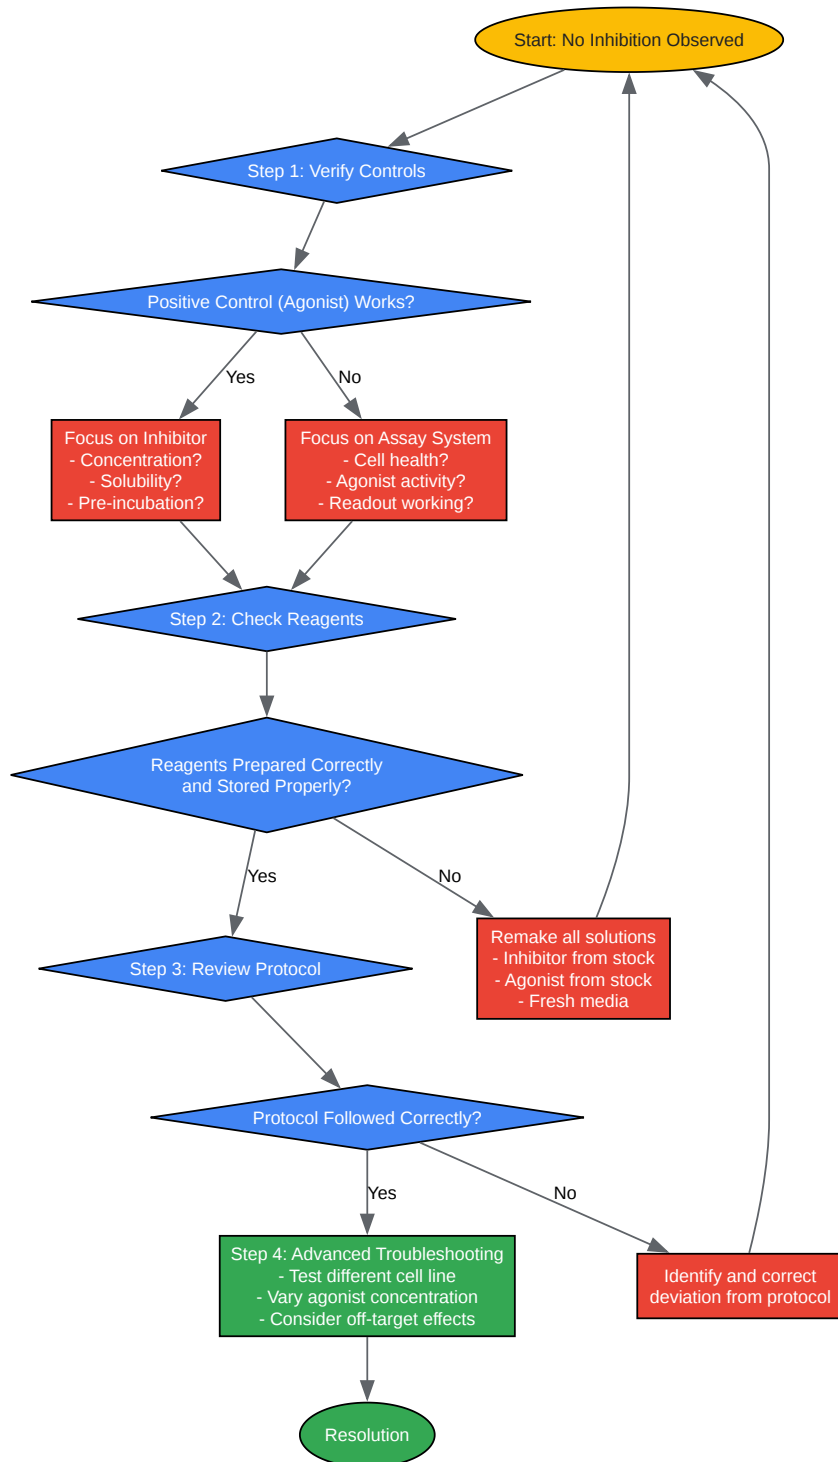 Start: No Inhibition Observed
Step 1: Verify Controls
Positive Control (Agonist) Works?
Yes
No
Focus on Inhibitor
- Concentration?
- Solubility?
- Pre-incubation?
Focus on Assay System
- Cell health?
- Agonist activity?
- Readout working?
Step 2: Check Reagents
Reagents Prepared Correctly
and Stored Properly?
Yes
No
Remake all solutions
- Inhibitor from stock
- Agonist from stock
- Fresh media
Step 3: Review Protocol
Protocol Followed Correctly?
Yes
No
Step 4: Advanced Troubleshooting
- Test different cell line
- Vary agonist concentration
- Consider off-target effects
Identify and correct
deviation from protocol
Resolution